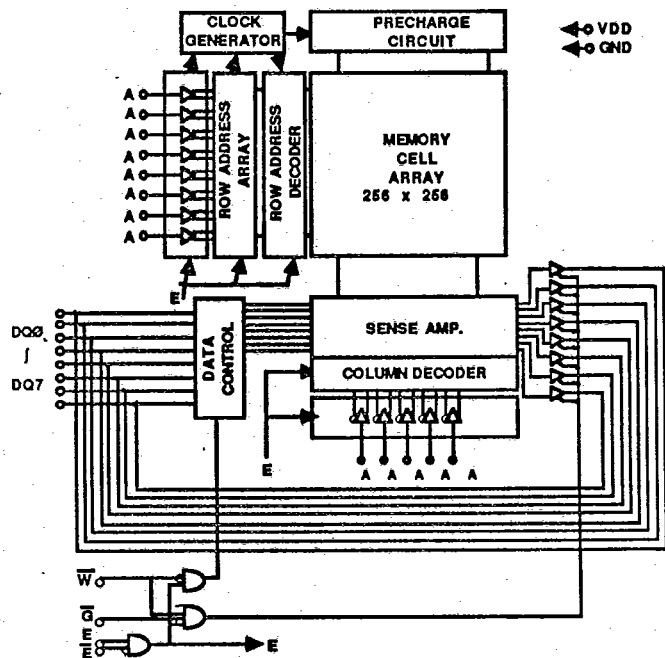 CLOCK
GENERATOR
PRECHARGE
CIRCUIT
VDD
GND
A
A
A
A
A
A
A
A
ROW ADDRESS
ARRAY
ROW ADDRESS
DECODER
MEMORY
CELL
ARRAY
256 x 256
E
DQØ
∫
DQ7
DATA
CONTROL
SENSE AMP.
COLUMN DECODER
E
A A A A A
W̅
G̅
E
E̅
E